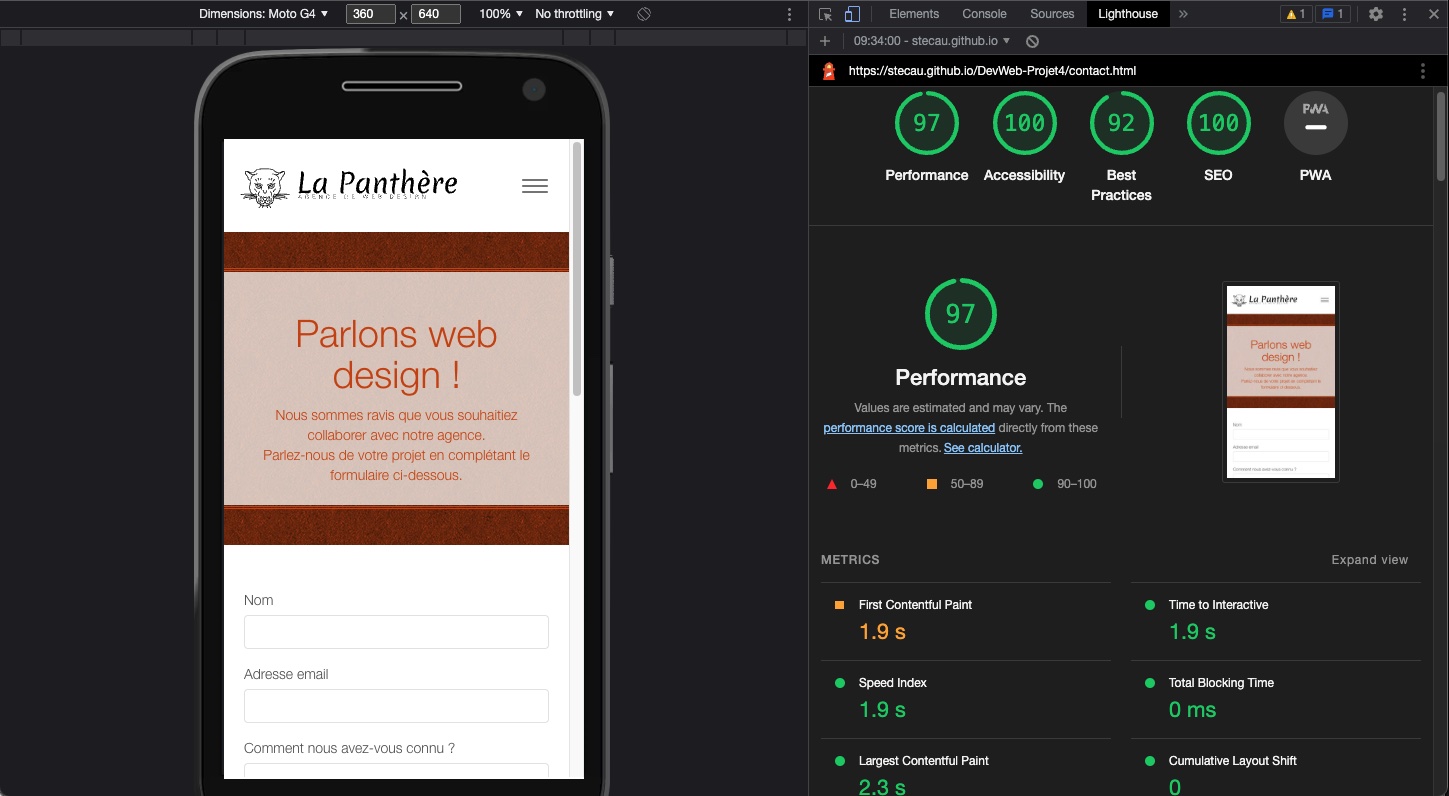 Dimensions: Moto G4 ▼ 360 × 640 100% ▼ No throttling ▼
Elements Console Sources Lighthouse » 1 1
09:34:00 - stecau.github.io ▼
https://stecau.github.io/DevWeb-Projet4/contact.html
La Panthère
AGENCE DE WEB DESIGN
Parlons web
design !
Nous sommes ravis que vous souhaitiez
collaborer avec notre agence.
Parlez-nous de votre projet en complétant le
formulaire ci-dessous.
Nom
Adresse email
Comment nous avez-vous connu ?
97 100 92 100 PWA
Performance Accessibility Best Practices SEO PWA
97
Performance
Values are estimated and may vary. The
performance score is calculated directly from these
metrics. See calculator.
0–49 50–89 90–100
La Panthère
Parlons web
design !
Nous sommes ravis que vous souhaitiez
collaborer avec notre agence.
Parlez-nous de votre projet en complétant le
formulaire ci-dessous.
Nom
Adresse email
Comment nous avez-vous connu ?
METRICS Expand view
First Contentful Paint
1.9 s
Time to Interactive
1.9 s
Speed Index
1.9 s
Total Blocking Time
0 ms
Largest Contentful Paint
2.3 s
Cumulative Layout Shift
0